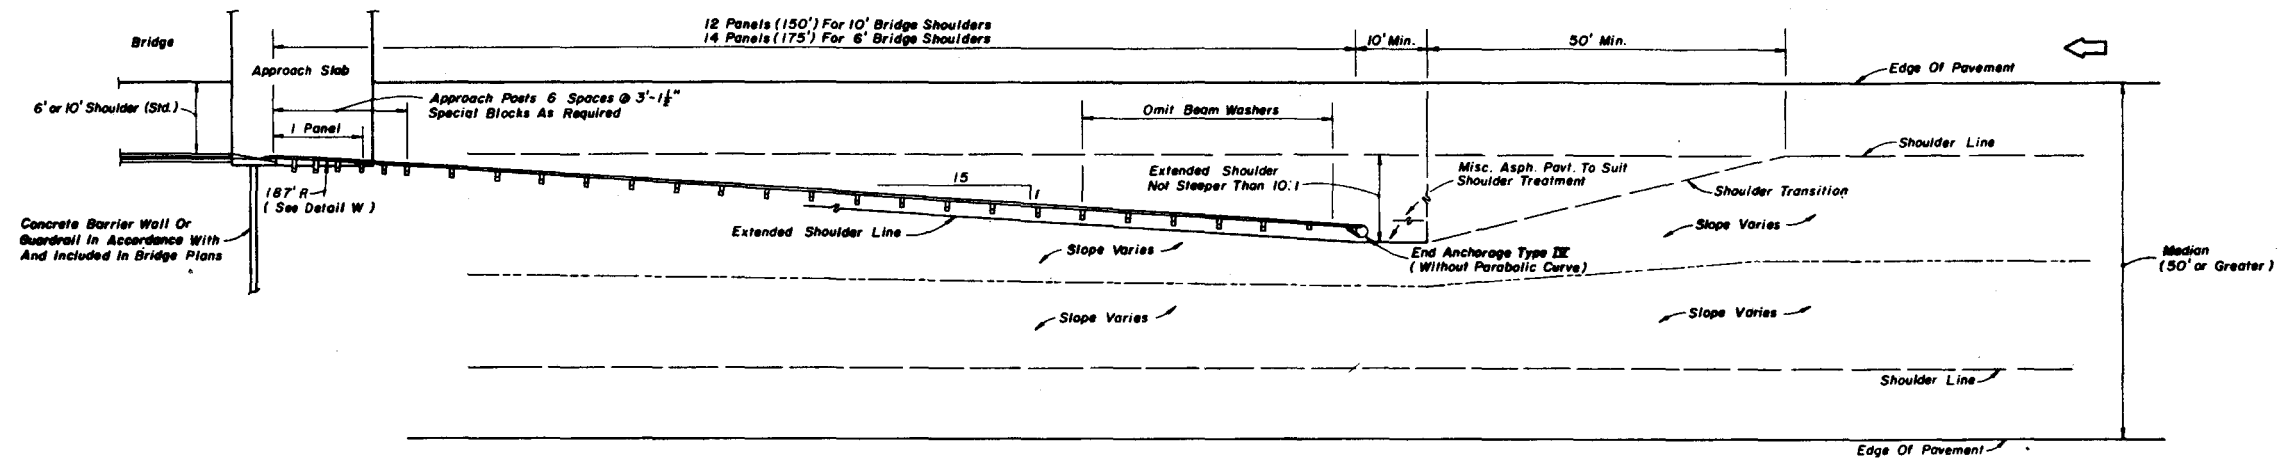 12 Panels (150') For 10' Bridge Shoulders
14 Panels (175') For 6' Bridge Shoulders
10' Min.
50' Min.
Bridge
Approach Slab
Edge Of Pavement
6' or 10' Shoulder (Std.)
Approach Posts 6 Spaces @ 3'-1½"
Special Blocks As Required
Omit Beam Washers
1 Panel
Shoulder Line
Extended Shoulder
Not Steeper Than 10:1
Misc. Asph. Pavt. To Suit
Shoulder Treatment
15
1
Shoulder Transition
187' R
(See Detail W)
Concrete Barrier Wall Or
Guardrail In Accordance With
And Included In Bridge Plans
Extended Shoulder Line
Slope Varies
Slope Varies
End Anchorage Type IV
(Without Parabolic Curve)
Median
(50' or Greater)
Slope Varies
Slope Varies
Shoulder Line
Edge Of Pavement